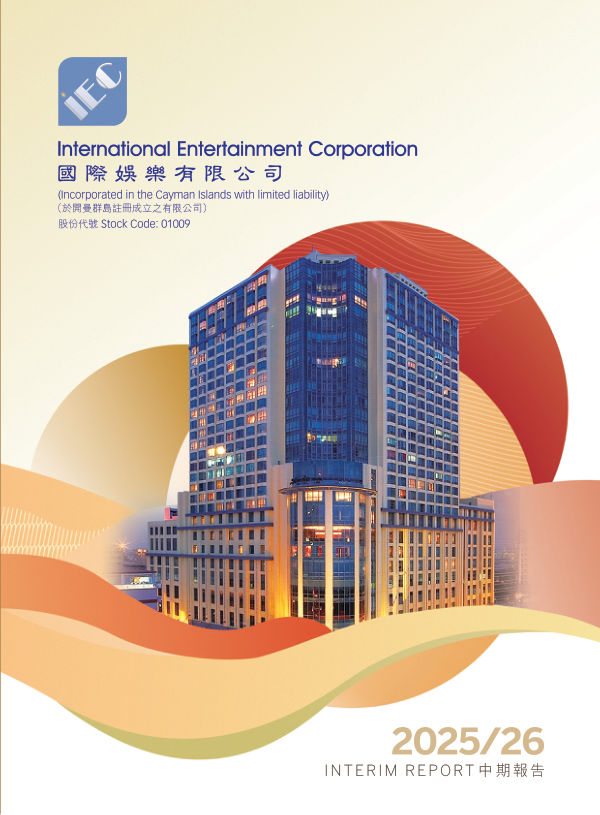 iEC
International Entertainment Corporation
國際娛樂有限公司
(Incorporated in the Cayman Islands with limited liability)
(於開曼群島註冊成立之有限公司)
股份代號 Stock Code: 01009
2025/26
INTERIM REPORT 中期報告